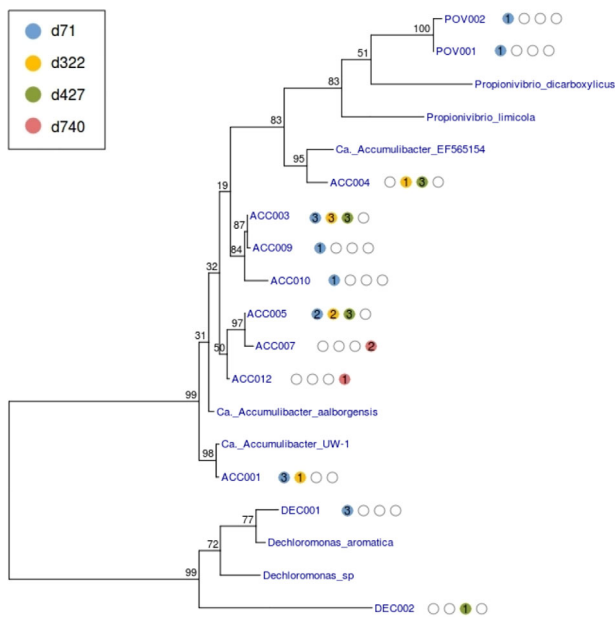 d71
d322
d427
d740
POV002 1
100
POV001 1
51
Propionivibrio_dicarboxylicus
83
Propionivibrio_limicola
83
Ca._Accumulibacter_EF565154
95
ACC004 1 3
19
ACC003 3 3 3
87
ACC009 1
84
ACC010 1
32
ACC005 2 2 3
97
ACC007 2
50
ACC012 1
31
Ca._Accumulibacter_aalborgensis
99
Ca._Accumulibacter_UW-1
98
ACC001 3 1
DEC001 3
77
Dechloromonas_aromatica
72
Dechloromonas_sp
99
DEC002 1